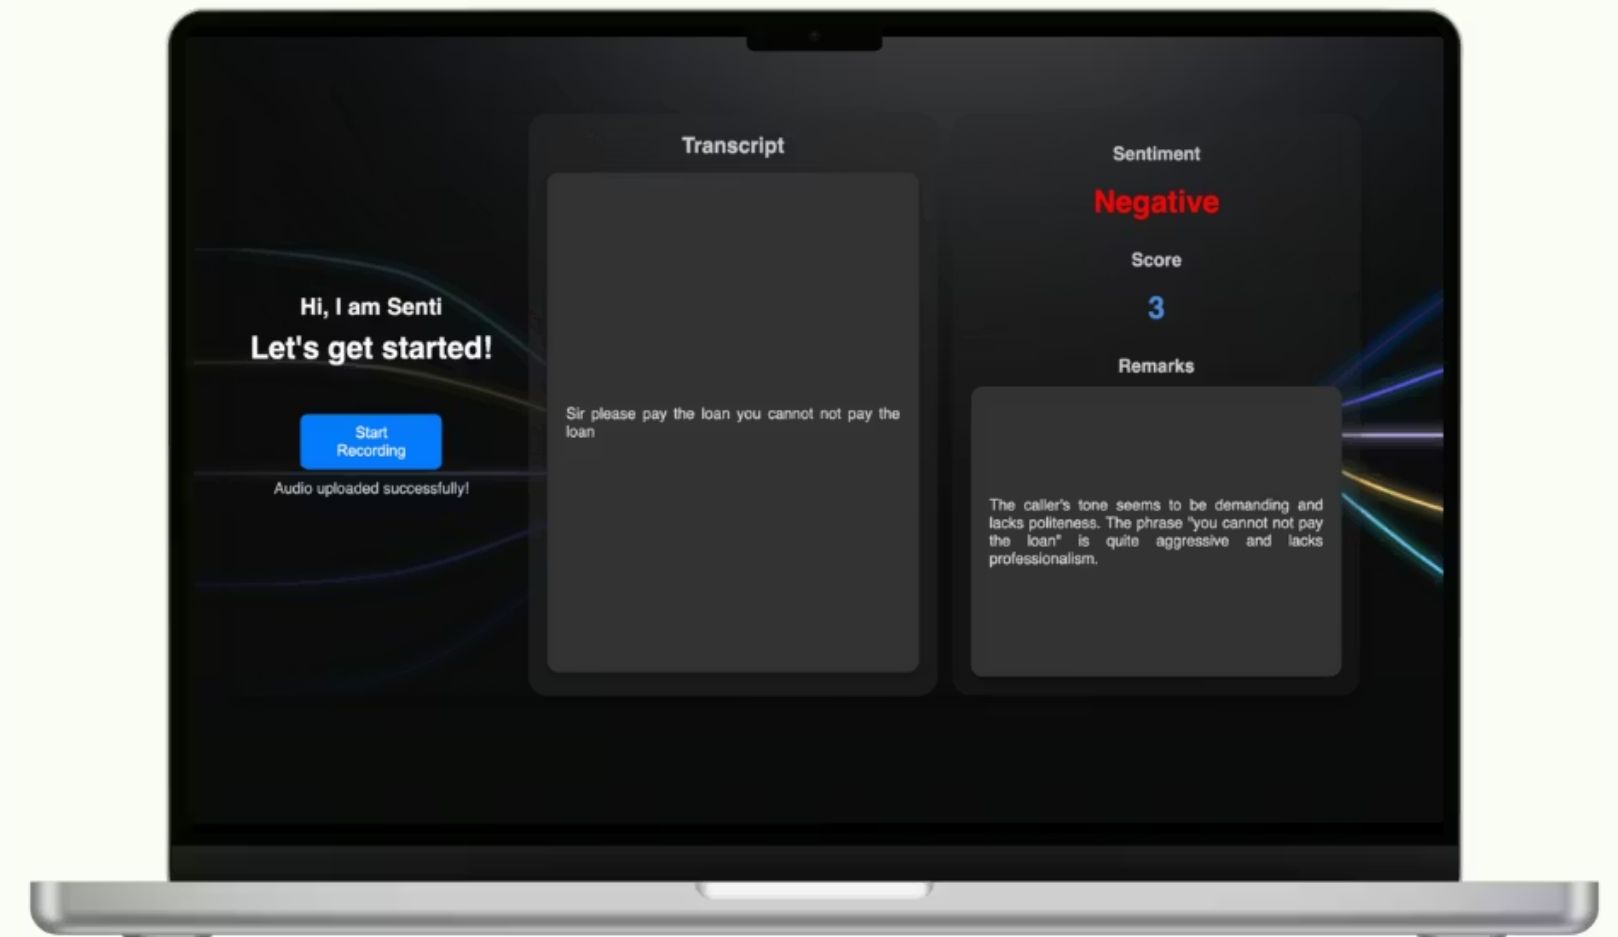 Hi, I am Senti
Let's get started!
Start
Recording
Audio uploaded successfully!
Transcript
Sir please pay the loan you cannot not pay the
loan
Sentiment
Negative
Score
3
Remarks
The caller's tone seems to be demanding and
lacks politeness. The phrase "you cannot not pay
the loan" is quite aggressive and lacks
professionalism.